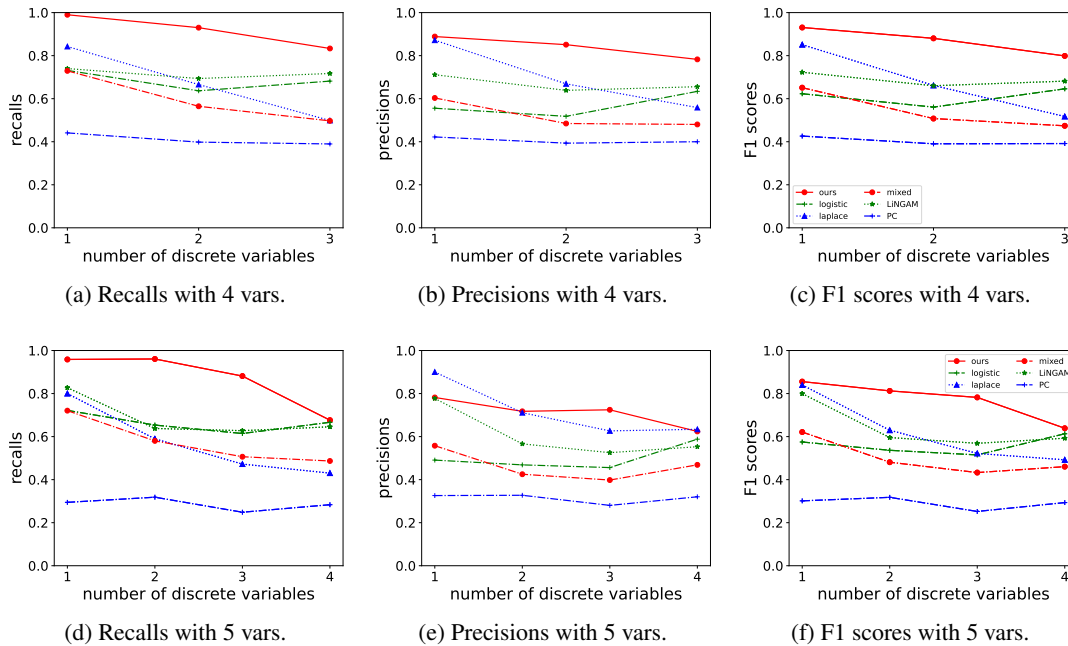 1.0
0.8
0.6
0.4
0.2
0.0
recalls
1 2 3
number of discrete variables
(a) Recalls with 4 vars.
1.0
0.8
0.6
0.4
0.2
0.0
precisions
1 2 3
number of discrete variables
(b) Precisions with 4 vars.
1.0
0.8
0.6
0.4
0.2
0.0
F1 scores
ours mixed
logistic LiNGAM
laplace PC
1 2 3
number of discrete variables
(c) F1 scores with 4 vars.
1.0
0.8
0.6
0.4
0.2
0.0
recalls
1 2 3 4
number of discrete variables
(d) Recalls with 5 vars.
1.0
0.8
0.6
0.4
0.2
0.0
precisions
1 2 3 4
number of discrete variables
(e) Precisions with 5 vars.
1.0
0.8
0.6
0.4
0.2
0.0
F1 scores
ours mixed
logistic LiNGAM
laplace PC
1 2 3 4
number of discrete variables
(f) F1 scores with 5 vars.